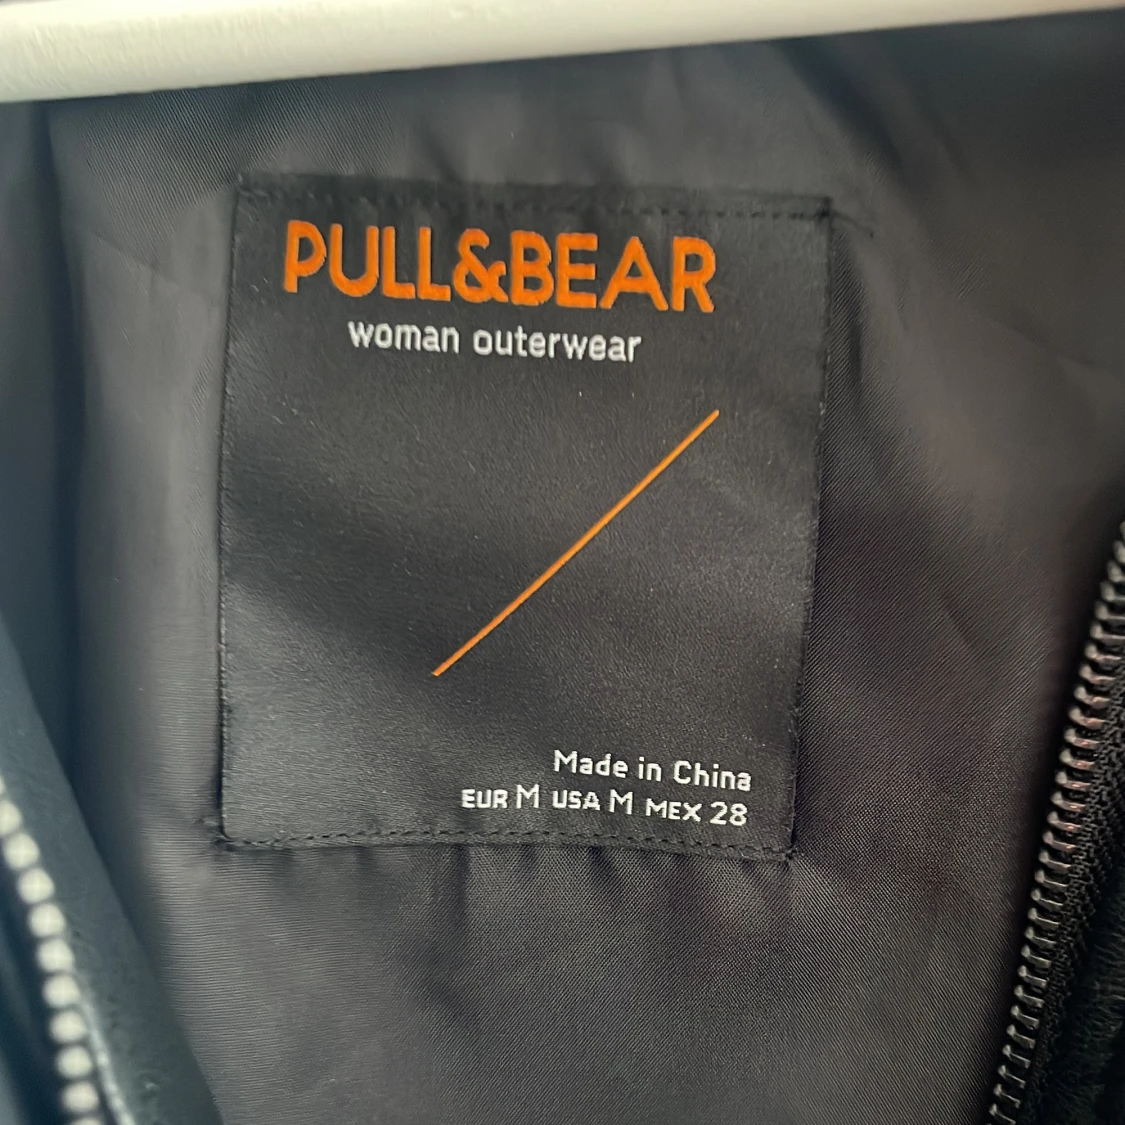 PULL&BEAR
woman outerwear
Made in China
EUR M USA M MEX 28